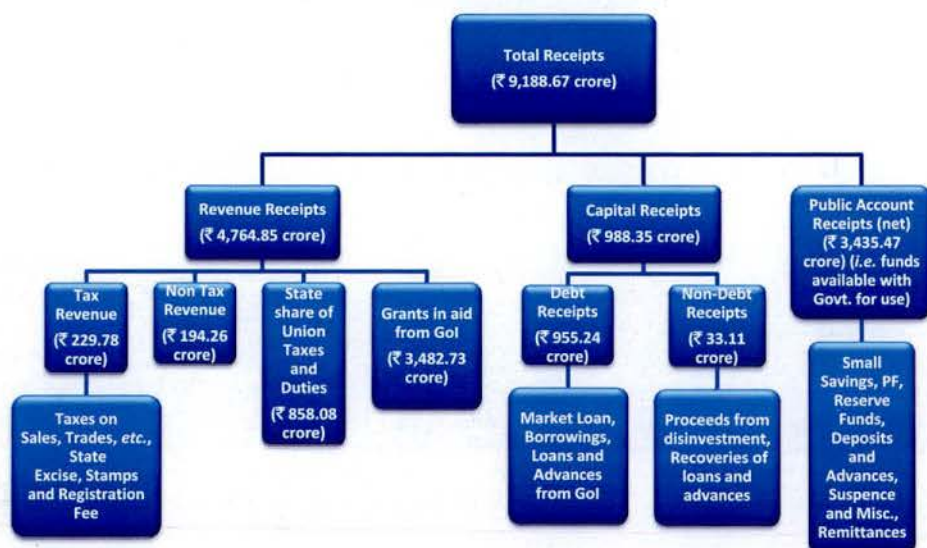 Total Receipts
(₹ 9,188.67 crore)
Revenue Receipts
(₹ 4,764.85 crore)
Capital Receipts
(₹ 988.35 crore)
Public Account
Receipts (net)
(₹ 3,435.47
crore) (i.e. funds
available with
Govt. for use)
Tax
Revenue
(₹ 229.78
crore)
Non Tax
Revenue
(₹ 194.26
crore)
State
share of
Union
Taxes
and
Duties
(₹ 858.08
crore)
Grants in aid
from GoI
(₹ 3,482.73
crore)
Debt
Receipts
(₹ 955.24
crore)
Non-Debt
Receipts
(₹ 33.11
crore)
Taxes on
Sales, Trades, etc.,
State
Excise, Stamps
and Registration
Fee
Market Loan,
Borrowings,
Loans and
Advances
from GoI
Proceeds from
disinvestment,
Recoveries of
loans and
advances
Small
Savings, PF,
Reserve
Funds,
Deposits
and
Advances,
Suspence
and Misc.,
Remittances